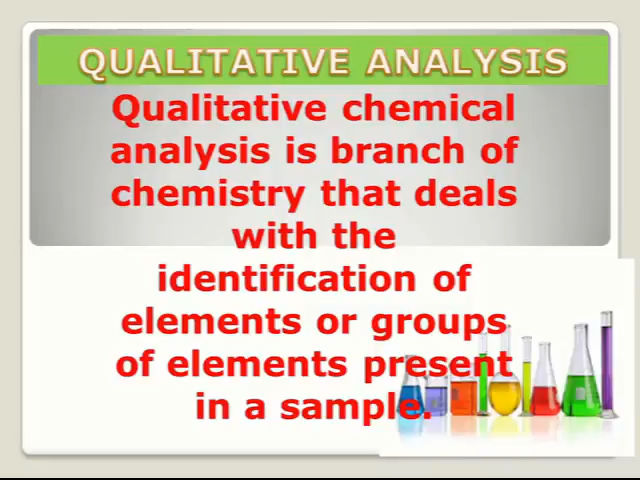 QUALITATIVE ANALYSIS
Qualitative chemical
analysis is branch of
chemistry that deals
with the
identification of
elements or groups
of elements present
in a sample.